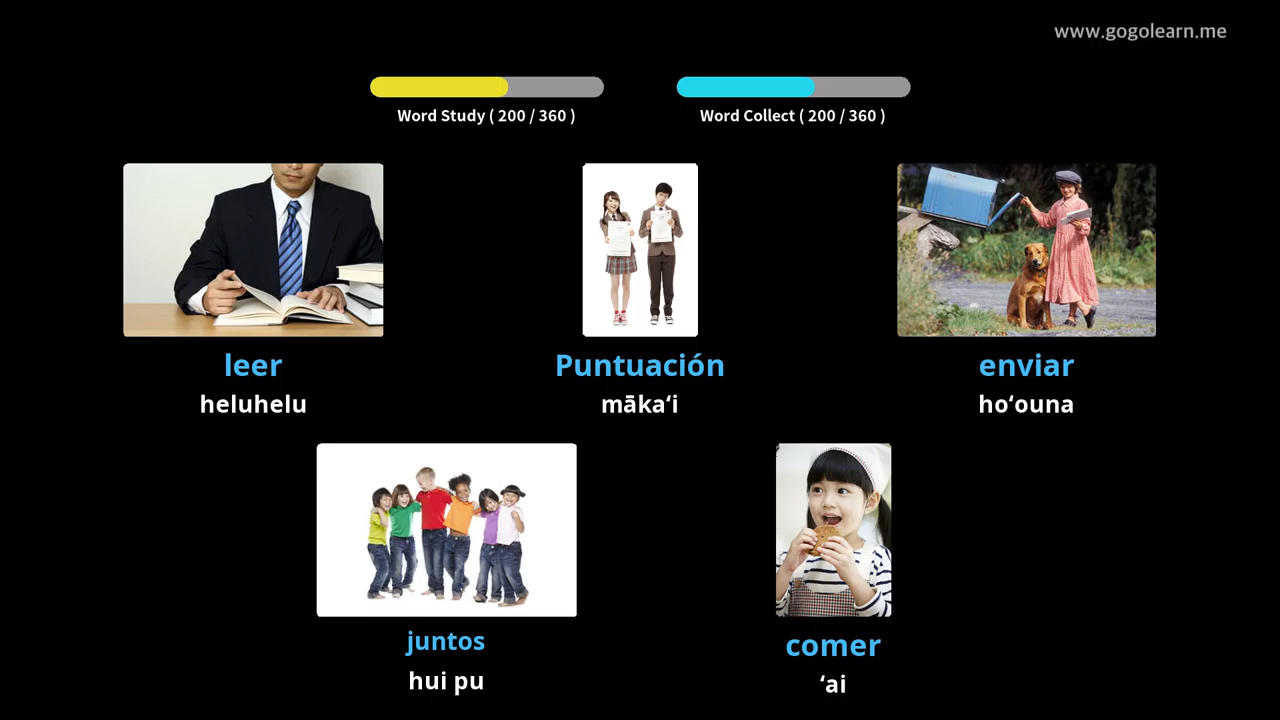 www.gogolearn.me
Word Study ( 200 / 360 )
Word Collect ( 200 / 360 )
leer
heluhelu
Puntuación
mākaʻi
enviar
hoʻouna
juntos
hui pu
comer
ʻai